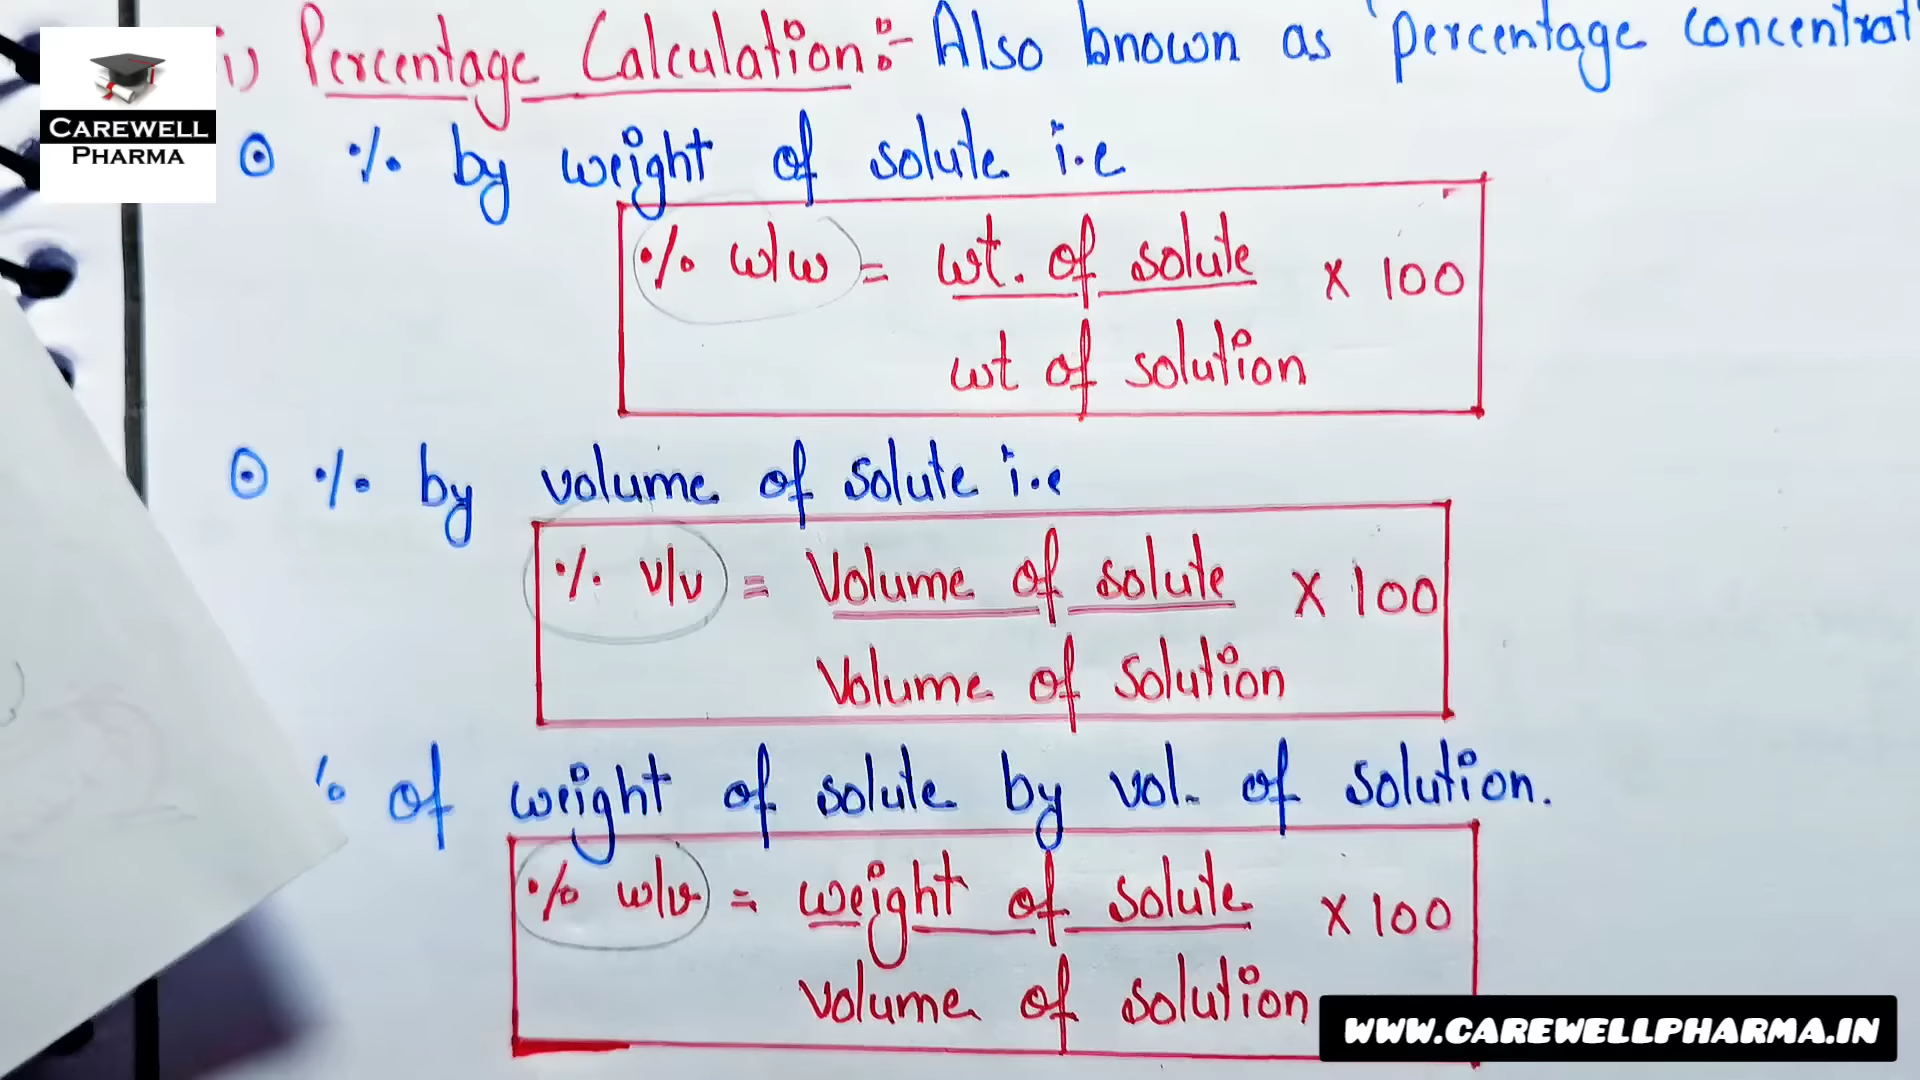 i) Percentage Calculation:- Also known as 'percentage concentrat
CAREWELL
PHARMA
⊙ % by weight of solute i.e
% w/w = wt. of solute × 100
wt of solution
⊙ % by volume of solute i.e
% v/v = Volume of solute × 100
Volume of solution
% of weight of solute by vol. of solution.
% w/v = weight of solute × 100
volume of solution
WWW.CAREWELLPHARMA.IN